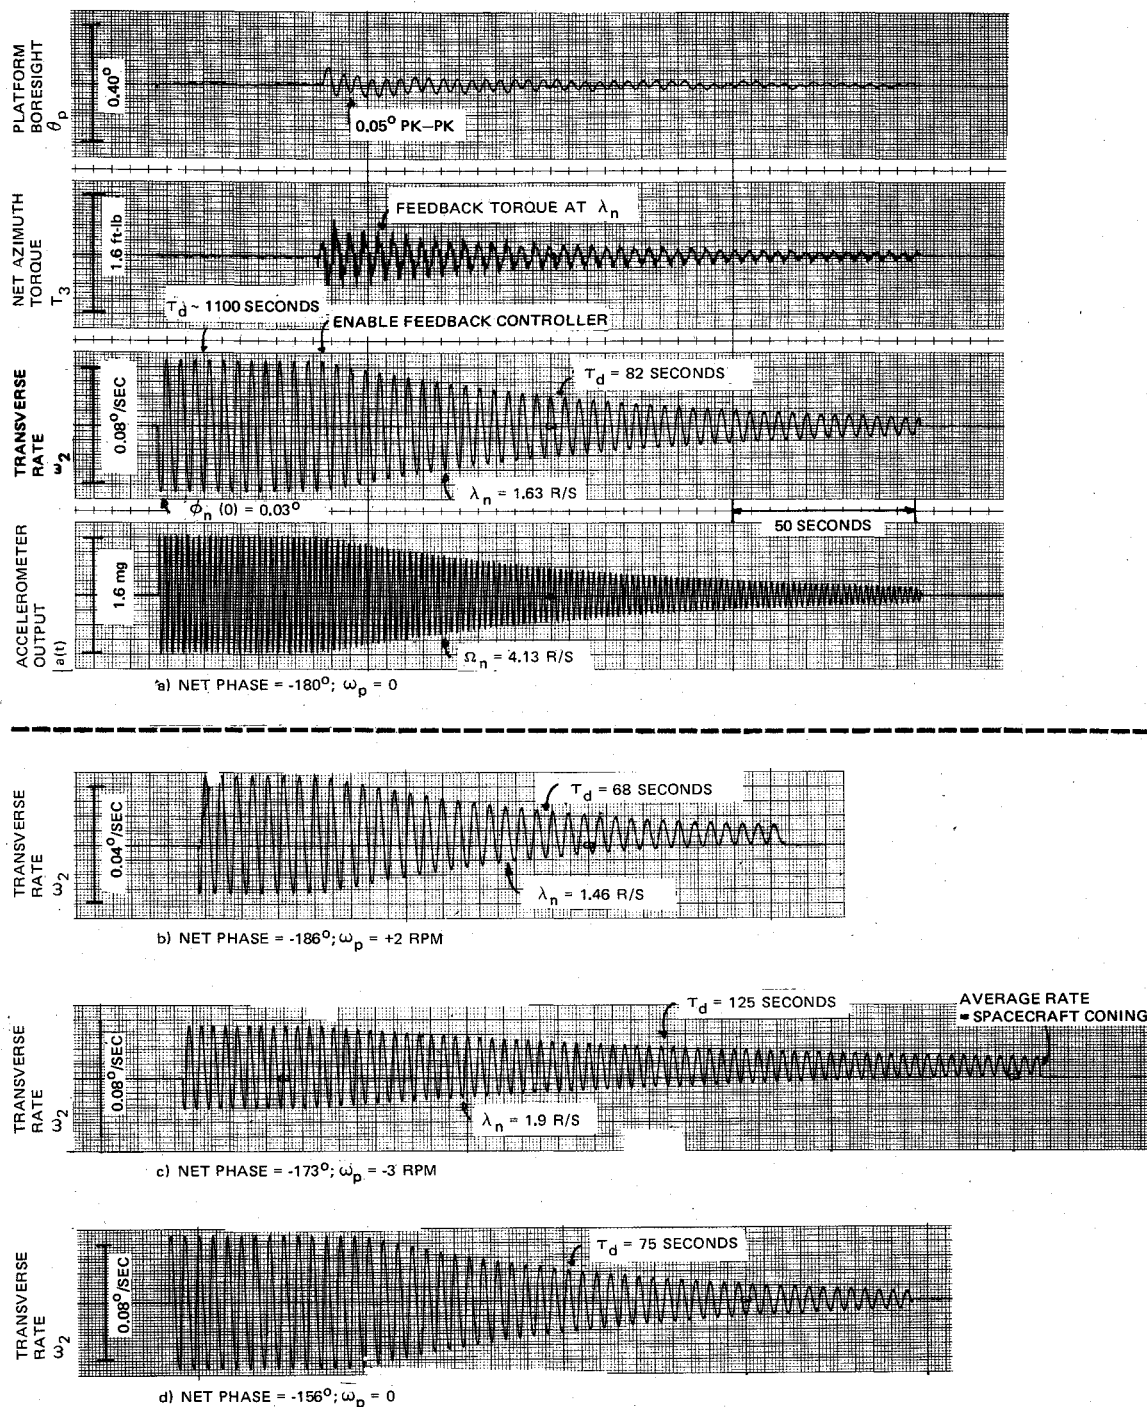 PLATFORM
BORESIGHT
θp
0.40°
0.05° PK–PK
NET AZIMUTH
TORQUE
T3
1.6 ft-lb
FEEDBACK TORQUE AT λn
τd ~ 1100 SECONDS
ENABLE FEEDBACK CONTROLLER
TRANSVERSE
RATE
ω2
0.08°/SEC
τd = 82 SECONDS
λn = 1.63 R/S
ϕn (0) = 0.03°
50 SECONDS
ACCELEROMETER
OUTPUT
a(t)
1.6 mg
Ωn = 4.13 R/S
a) NET PHASE = -180°; ωp = 0
TRANSVERSE
RATE
ω2
0.04°/SEC
τd = 68 SECONDS
λn = 1.46 R/S
b) NET PHASE = -186°; ωp = +2 RPM
TRANSVERSE
RATE
ω2
0.08°/SEC
τd = 125 SECONDS
AVERAGE RATE
= SPACECRAFT CONING
λn = 1.9 R/S
c) NET PHASE = -173°; ωp = -3 RPM
TRANSVERSE
RATE
ω2
0.08°/SEC
τd = 75 SECONDS
d) NET PHASE = -156°; ωp = 0